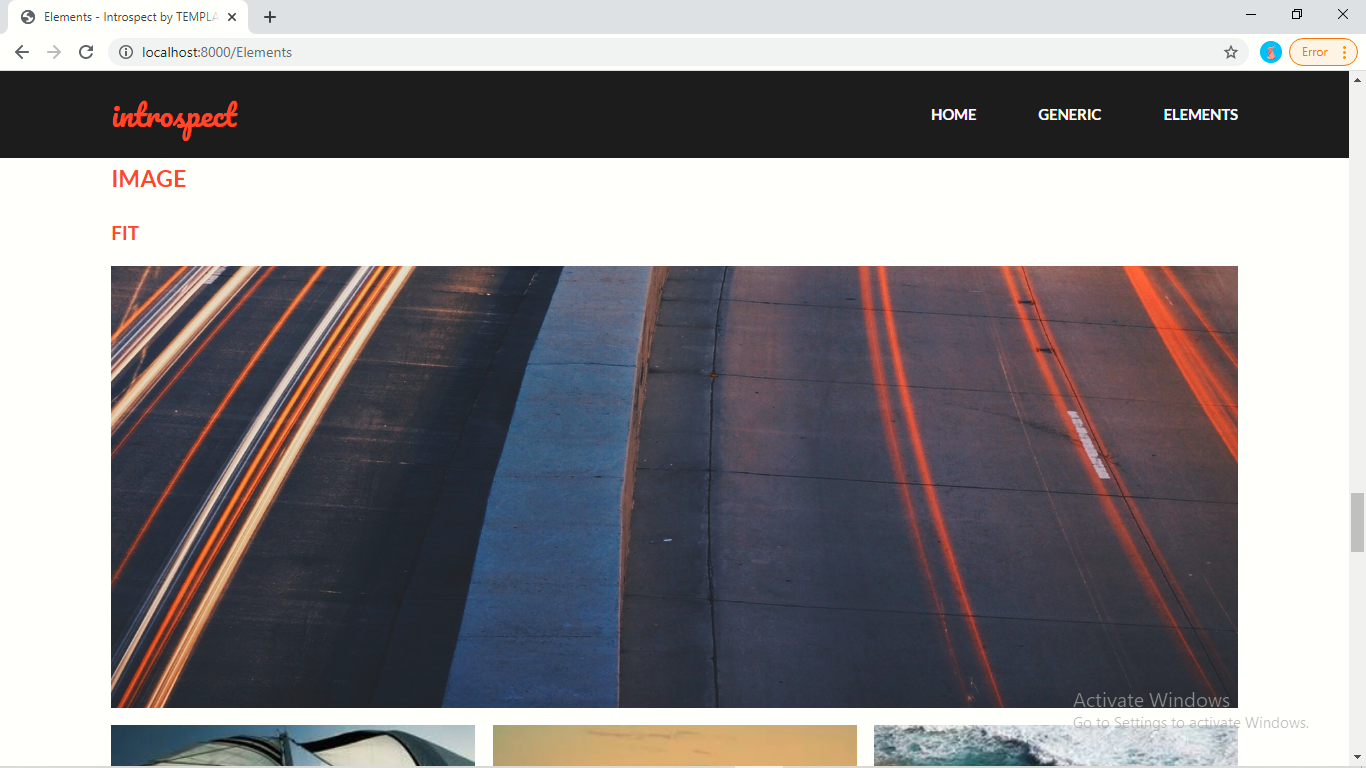 Elements - Introspect by TEMPLA
localhost:8000/Elements
Error
introspect
HOME
GENERIC
ELEMENTS
IMAGE
FIT
Activate Windows
Go to Settings to activate Windows.